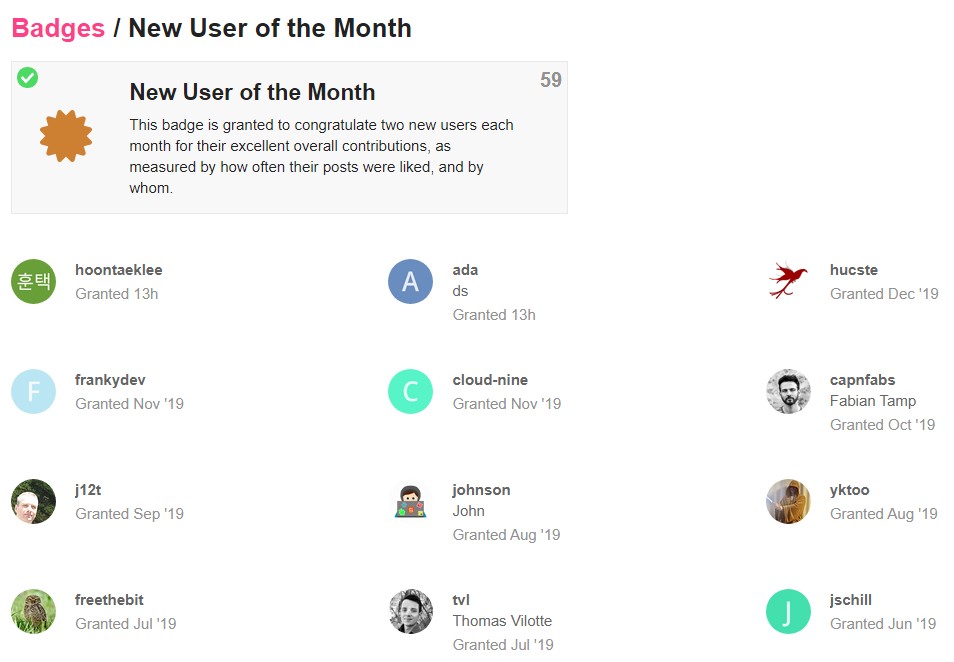 Badges / New User of the Month
59
New User of the Month
This badge is granted to congratulate two new users each
month for their excellent overall contributions, as
measured by how often their posts were liked, and by
whom.
훈택
hoontaeklee
Granted 13h
A
ada
ds
Granted 13h
hucste
Granted Dec '19
F
frankydev
Granted Nov '19
C
cloud-nine
Granted Nov '19
capnfabs
Fabian Tamp
Granted Oct '19
j12t
Granted Sep '19
johnson
John
Granted Aug '19
yktoo
Granted Aug '19
freethebit
Granted Jul '19
tvl
Thomas Vilotte
Granted Jul '19
J
jschill
Granted Jun '19